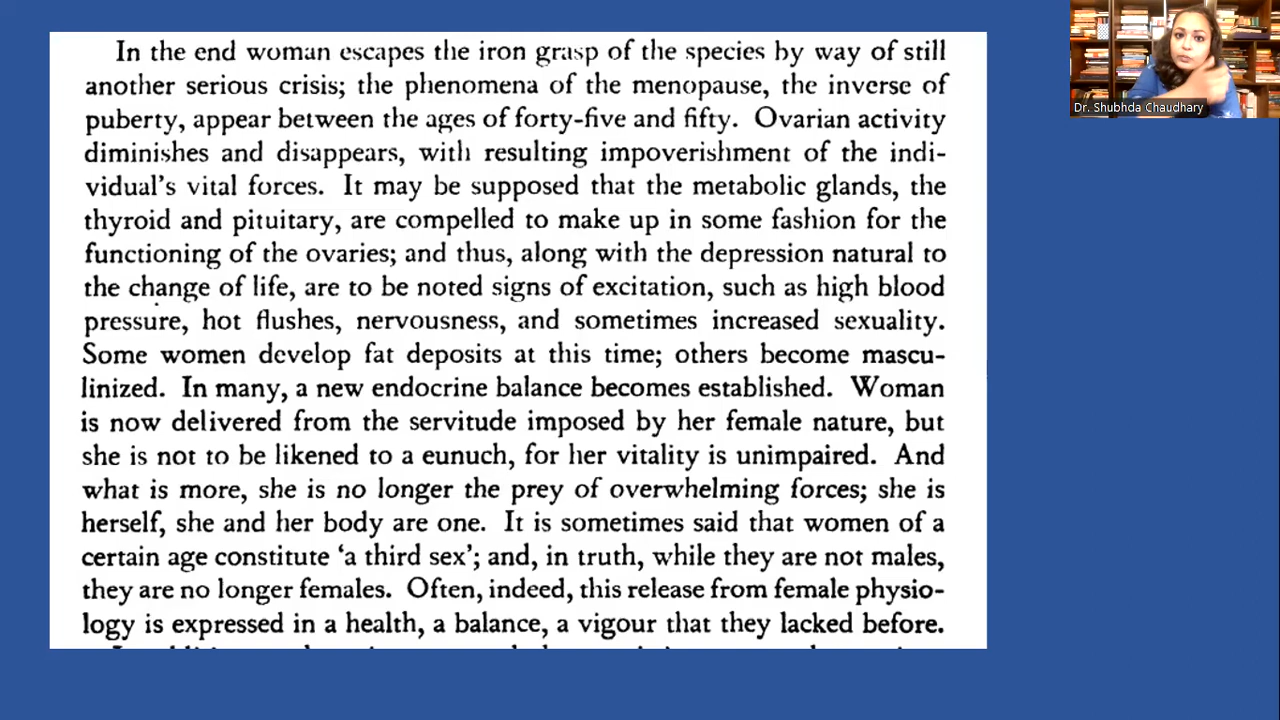 In the end woman escapes the iron grasp of the species by way of still
another serious crisis; the phenomena of the menopause, the inverse of
puberty, appear between the ages of forty-five and fifty. Ovarian activity
diminishes and disappears, with resulting impoverishment of the indi-
vidual's vital forces. It may be supposed that the metabolic glands, the
thyroid and pituitary, are compelled to make up in some fashion for the
functioning of the ovaries; and thus, along with the depression natural to
the change of life, are to be noted signs of excitation, such as high blood
pressure, hot flushes, nervousness, and sometimes increased sexuality.
Some women develop fat deposits at this time; others become mascu-
linized. In many, a new endocrine balance becomes established. Woman
is now delivered from the servitude imposed by her female nature, but
she is not to be likened to a eunuch, for her vitality is unimpaired. And
what is more, she is no longer the prey of overwhelming forces; she is
herself, she and her body are one. It is sometimes said that women of a
certain age constitute 'a third sex'; and, in truth, while they are not males,
they are no longer females. Often, indeed, this release from female physio-
logy is expressed in a health, a balance, a vigour that they lacked before.
Dr. Shubhda Chaudhary